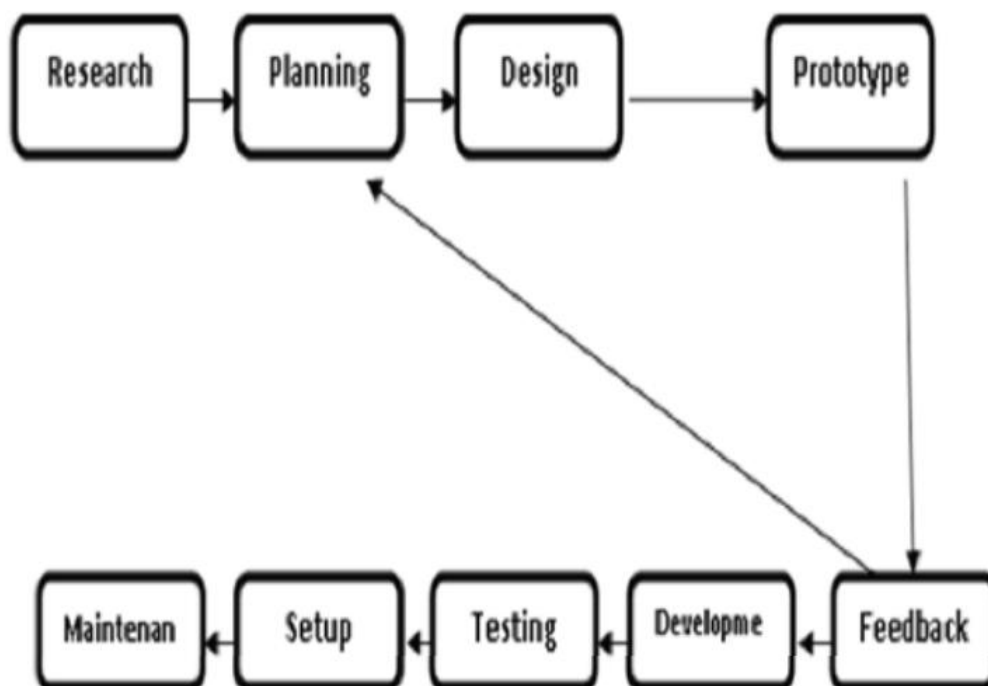 Research
Planning
Design
Prototype
Maintenan
Setup
Testing
Developme
Feedback